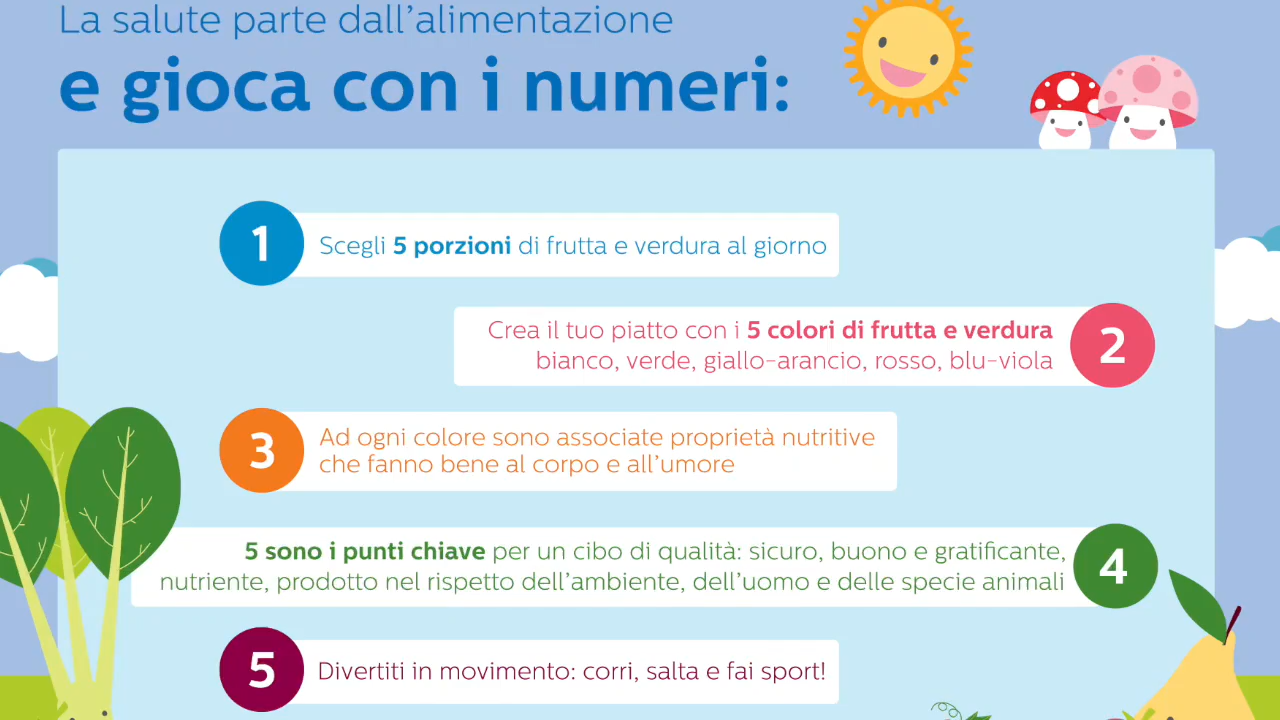 La salute parte dall'alimentazione
e gioca con i numeri:
1
Scegli 5 porzioni di frutta e verdura al giorno
Crea il tuo piatto con i 5 colori di frutta e verdura
bianco, verde, giallo-arancio, rosso, blu-viola
2
3
Ad ogni colore sono associate proprietà nutritive
che fanno bene al corpo e all'umore
5 sono i punti chiave per un cibo di qualità: sicuro, buono e gratificante,
nutriente, prodotto nel rispetto dell'ambiente, dell'uomo e delle specie animali
4
5
Divertiti in movimento: corri, salta e fai sport!